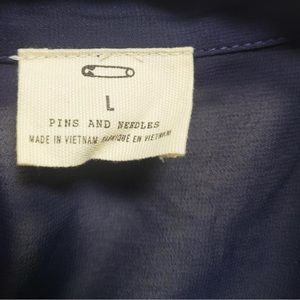 L
PINS AND NEEDLES
MADE IN VIETNAM FABRIQUÉ EN VIETNAM